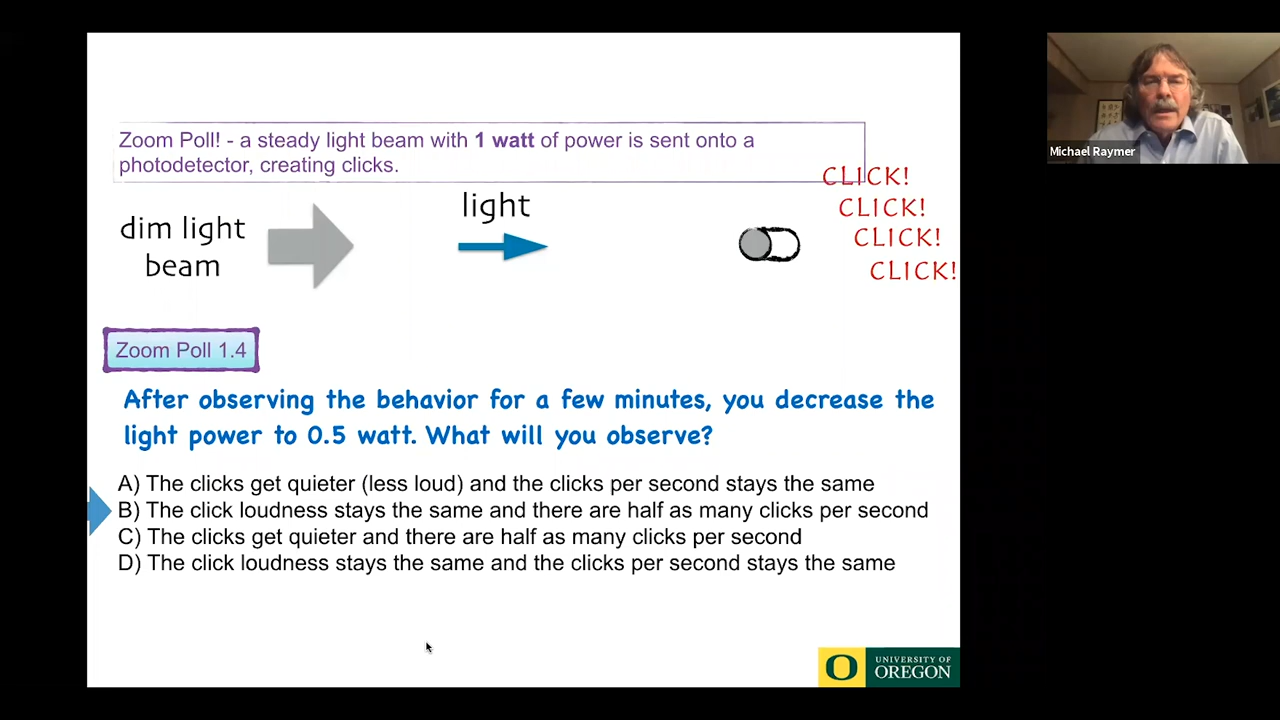 Zoom Poll! - a steady light beam with 1 watt of power is sent onto a
photodetector, creating clicks.
dim light
beam
light
CLICK!
CLICK!
CLICK!
CLICK!
Zoom Poll 1.4
After observing the behavior for a few minutes, you decrease the
light power to 0.5 watt. What will you observe?
A) The clicks get quieter (less loud) and the clicks per second stays the same
B) The click loudness stays the same and there are half as many clicks per second
C) The clicks get quieter and there are half as many clicks per second
D) The click loudness stays the same and the clicks per second stays the same
O
UNIVERSITY OF
OREGON
Michael Raymer